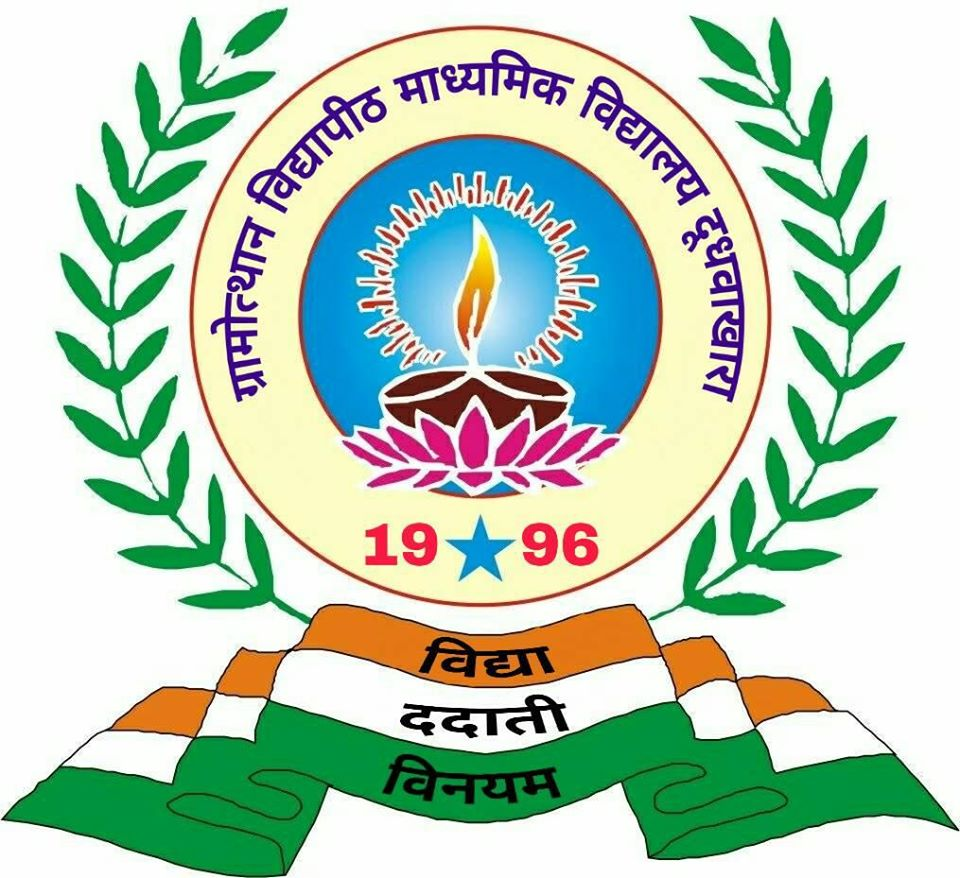 ग्रामोत्थान विद्यापीठ माध्यमिक विद्यालय दूधवाखारा
19 96
विद्या
ददाती
विनयम